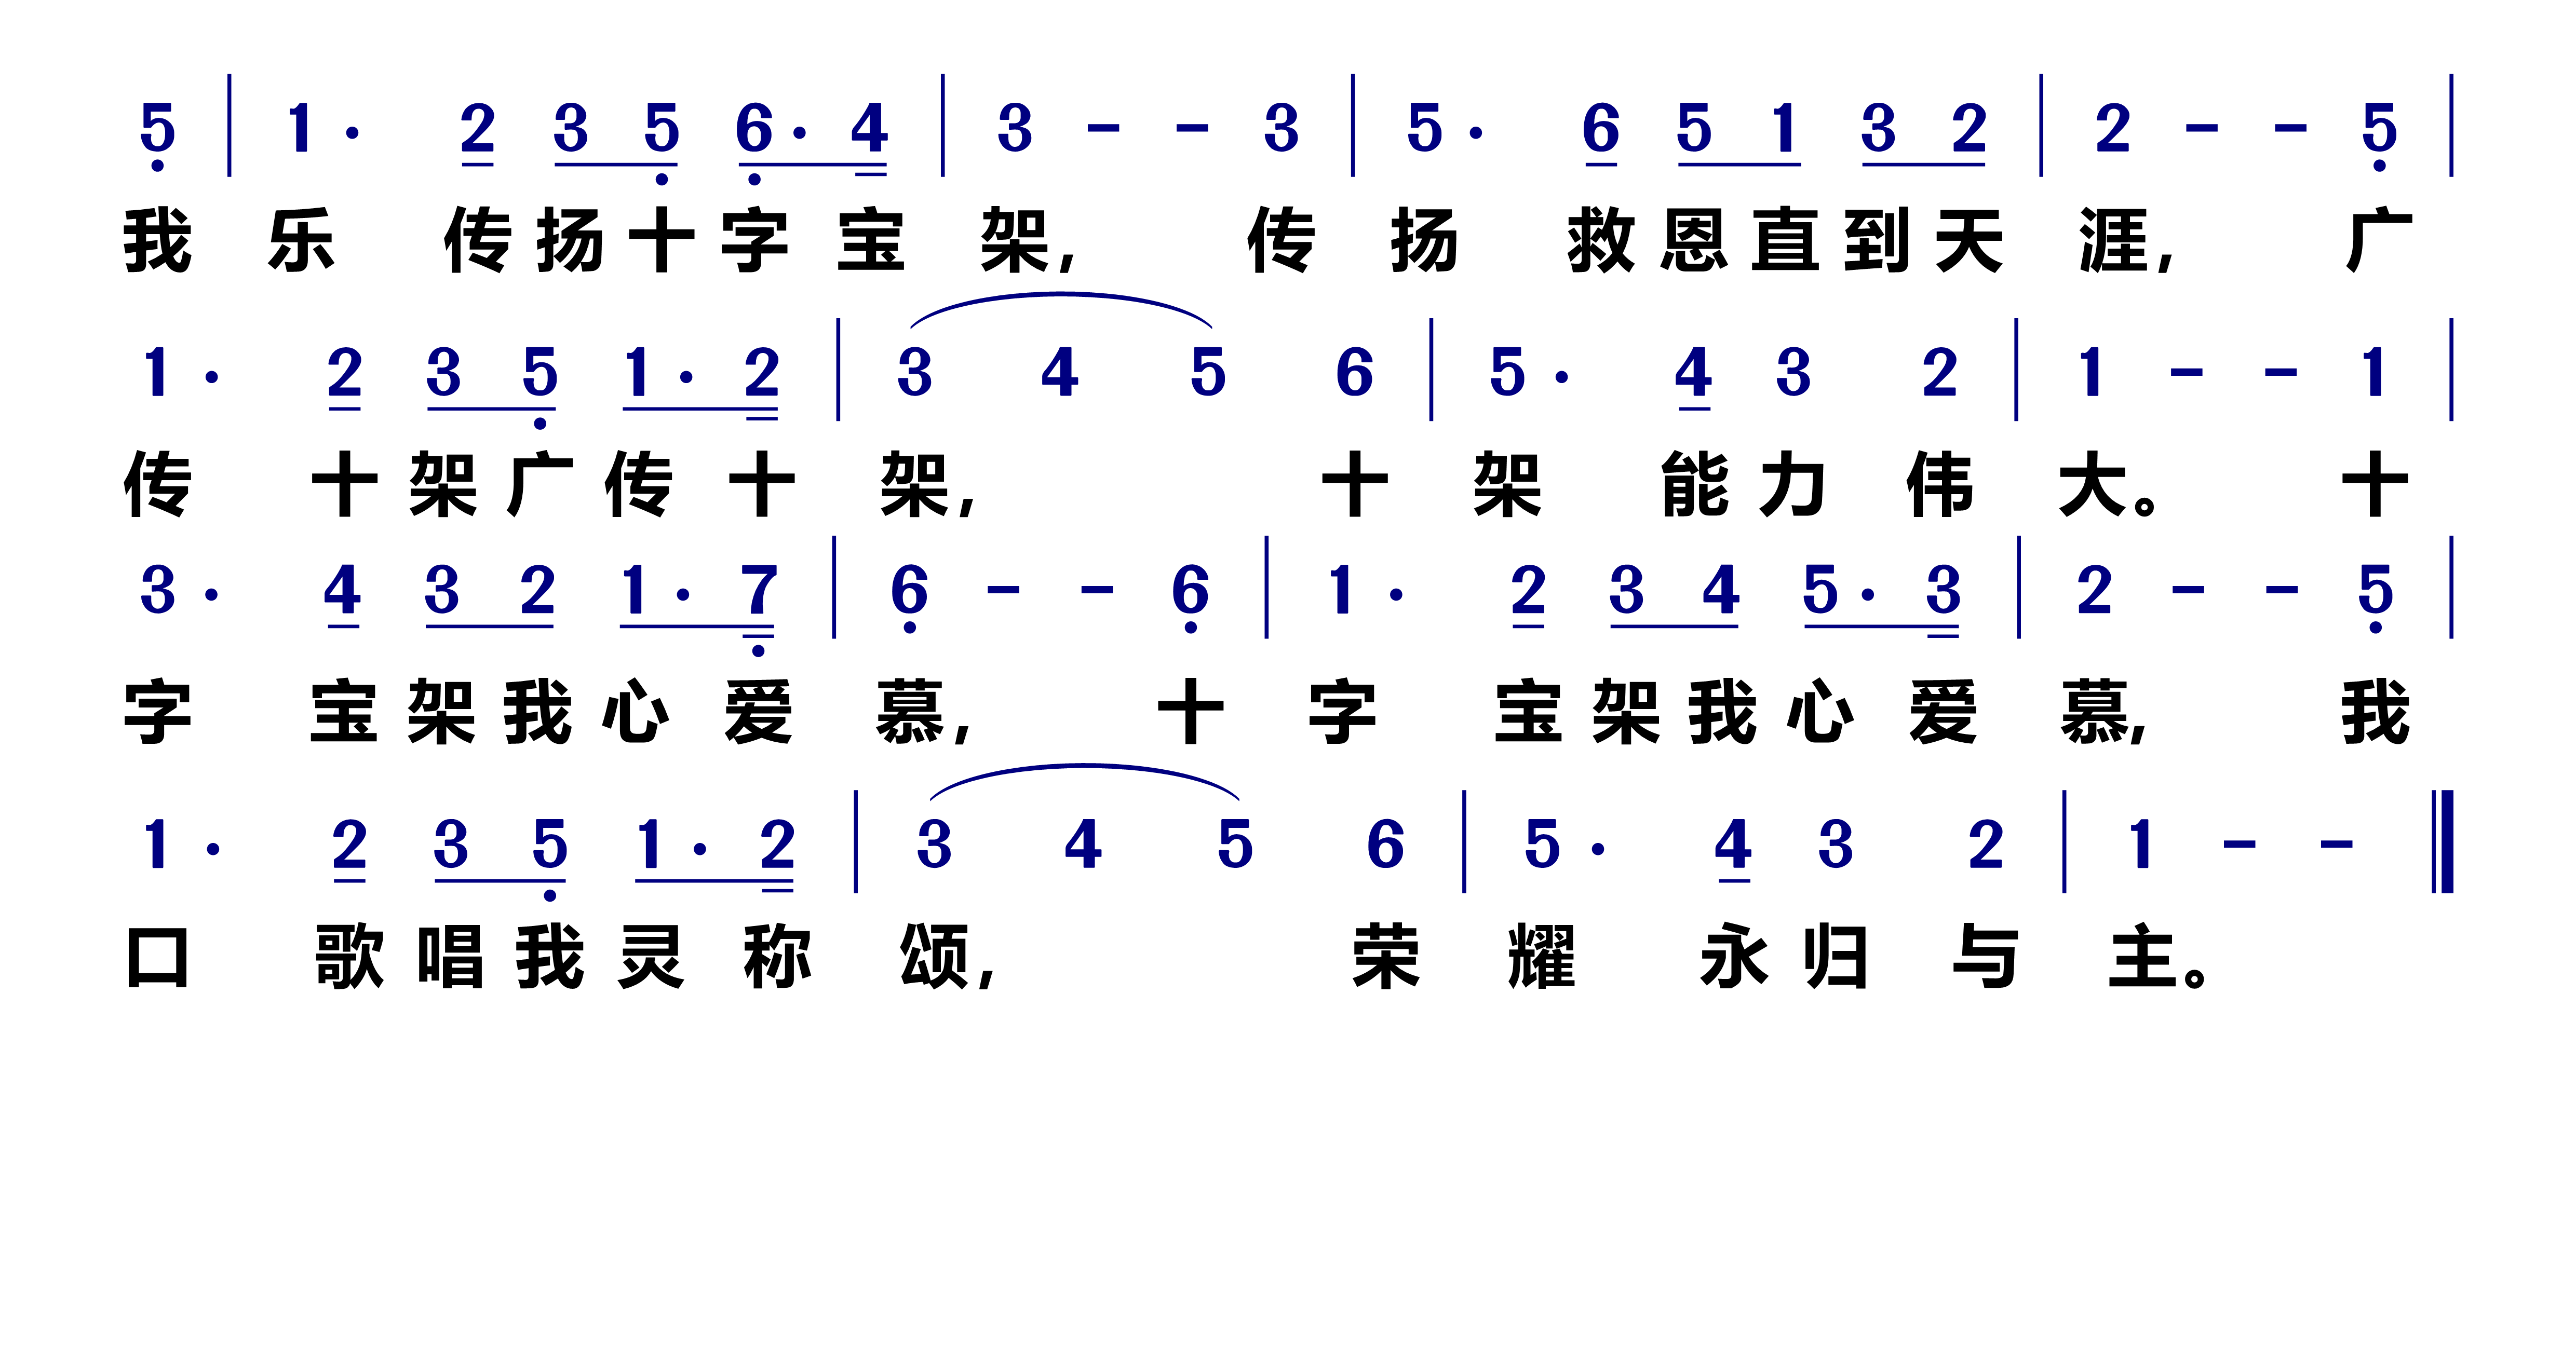 5 | 1 · 2 3 5 6 · 4 | 3 - - 3 | 5 · 6 5 1 3 2 | 2 - - 5 |
我 乐 传 扬 十 字 宝 架, 传 扬 救 恩 直 到 天 涯, 广
1 · 2 3 5 1 · 2 | 3 4 5 6 | 5 · 4 3 2 | 1 - - 1 |
传 十 架 广 传 十 架, 十 架 能 力 伟 大。 十
3 · 4 3 2 1 · 7 | 6 - - 6 | 1 · 2 3 4 5 · 3 | 2 - - 5 |
字 宝 架 我 心 爱 慕, 十 字 宝 架 我 心 爱 慕, 我
1 · 2 3 5 1 · 2 | 3 4 5 6 | 5 · 4 3 2 | 1 - - ‖
口 歌 唱 我 灵 称 颂, 荣 耀 永 归 与 主。